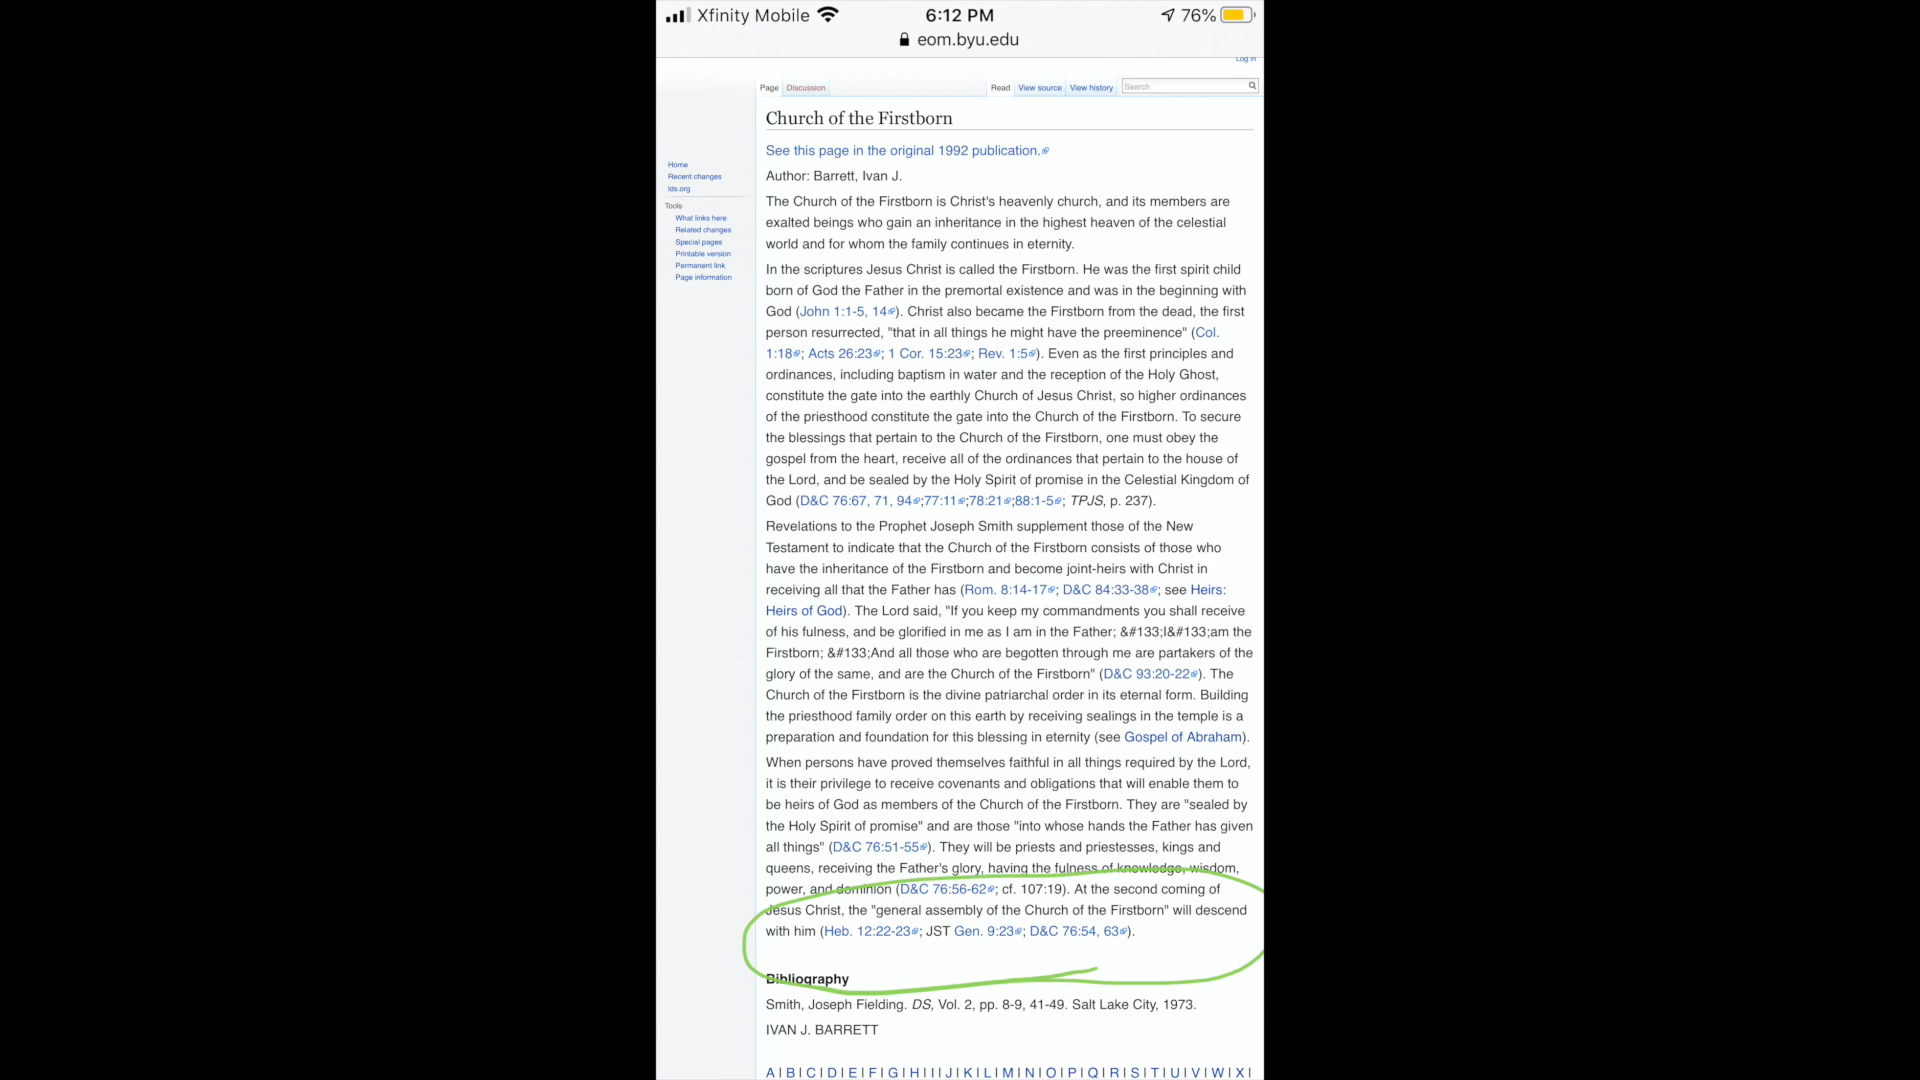 Xfinity Mobile 6:12 PM 76%
eom.byu.edu
Log in
Page Discussion Read View source View history Search
Church of the Firstborn
See this page in the original 1992 publication.
Home
Recent changes
lds.org
Tools
What links here
Related changes
Special pages
Printable version
Permanent link
Page information
Author: Barrett, Ivan J.
The Church of the Firstborn is Christ's heavenly church, and its members are
exalted beings who gain an inheritance in the highest heaven of the celestial
world and for whom the family continues in eternity.
In the scriptures Jesus Christ is called the Firstborn. He was the first spirit child
born of God the Father in the premortal existence and was in the beginning with
God (John 1:1-5, 14). Christ also became the Firstborn from the dead, the first
person resurrected, "that in all things he might have the preeminence" (Col.
1:18; Acts 26:23; 1 Cor. 15:23; Rev. 1:5). Even as the first principles and
ordinances, including baptism in water and the reception of the Holy Ghost,
constitute the gate into the earthly Church of Jesus Christ, so higher ordinances
of the priesthood constitute the gate into the Church of the Firstborn. To secure
the blessings that pertain to the Church of the Firstborn, one must obey the
gospel from the heart, receive all of the ordinances that pertain to the house of
the Lord, and be sealed by the Holy Spirit of promise in the Celestial Kingdom of
God (D&C 76:67, 71, 94;77:11;78:21;88:1-5; TPJS, p. 237).
Revelations to the Prophet Joseph Smith supplement those of the New
Testament to indicate that the Church of the Firstborn consists of those who
have the inheritance of the Firstborn and become joint-heirs with Christ in
receiving all that the Father has (Rom. 8:14-17; D&C 84:33-38; see Heirs:
Heirs of God). The Lord said, "If you keep my commandments you shall receive
of his fulness, and be glorified in me as I am in the Father; &#133;I&#133;am the
Firstborn; &#133;And all those who are begotten through me are partakers of the
glory of the same, and are the Church of the Firstborn" (D&C 93:20-22). The
Church of the Firstborn is the divine patriarchal order in its eternal form. Building
the priesthood family order on this earth by receiving sealings in the temple is a
preparation and foundation for this blessing in eternity (see Gospel of Abraham).
When persons have proved themselves faithful in all things required by the Lord,
it is their privilege to receive covenants and obligations that will enable them to
be heirs of God as members of the Church of the Firstborn. They are "sealed by
the Holy Spirit of promise" and are those "into whose hands the Father has given
all things" (D&C 76:51-55). They will be priests and priestesses, kings and
queens, receiving the Father's glory, having the fulness of knowledge, wisdom,
power, and dominion (D&C 76:56-62; cf. 107:19). At the second coming of
Jesus Christ, the "general assembly of the Church of the Firstborn" will descend
with him (Heb. 12:22-23; JST Gen. 9:23; D&C 76:54, 63).
Bibliography
Smith, Joseph Fielding. DS, Vol. 2, pp. 8-9, 41-49. Salt Lake City, 1973.
IVAN J. BARRETT
A | B | C | D | E | F | G | H | I | J | K | L | M | N | O | P | Q | R | S | T | U | V | W | X |